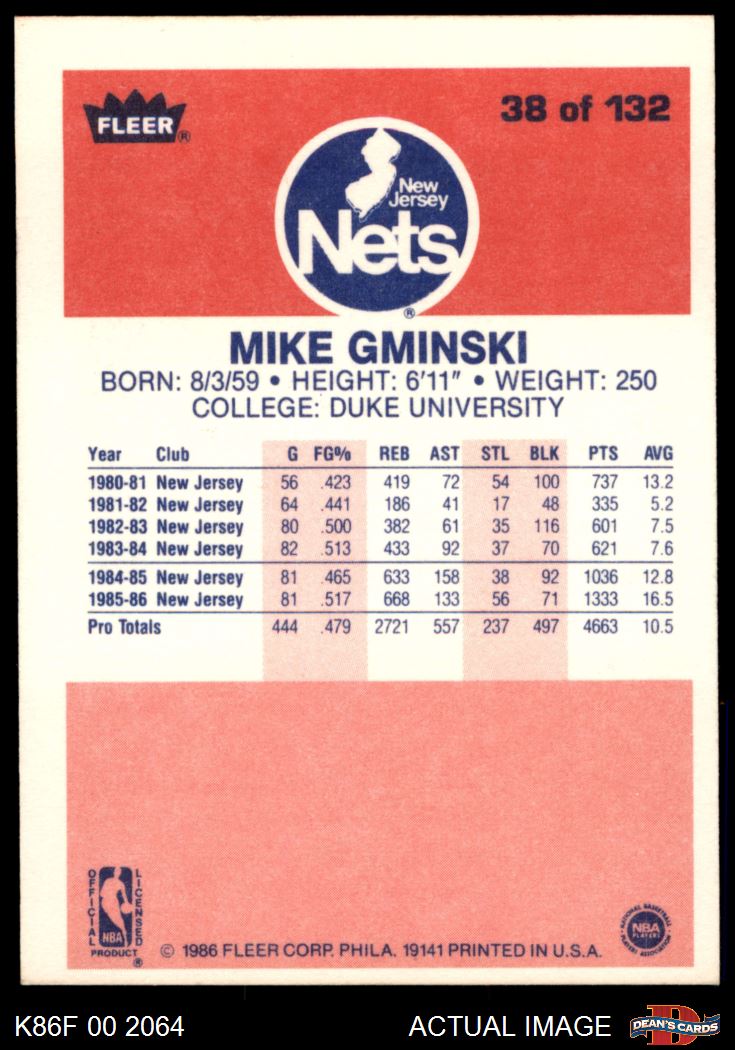 FLEER®
38 of 132
New
Jersey
Nets
®
MIKE GMINSKI
BORN: 8/3/59 • HEIGHT: 6'11" • WEIGHT: 250
COLLEGE: DUKE UNIVERSITY
Year Club G FG% REB AST STL BLK PTS AVG
1980-81 New Jersey 56 .423 419 72 54 100 737 13.2
1981-82 New Jersey 64 .441 186 41 17 48 335 5.2
1982-83 New Jersey 80 .500 382 61 35 116 601 7.5
1983-84 New Jersey 82 .513 433 92 37 70 621 7.6
1984-85 New Jersey 81 .465 633 158 38 92 1036 12.8
1985-86 New Jersey 81 .517 668 133 56 71 1333 16.5
Pro Totals 444 .479 2721 557 237 497 4663 10.5
OFFICIAL LICENSED
NBA
PRODUCT
®
© 1986 FLEER CORP. PHILA. 19141 PRINTED IN U.S.A.
NATIONAL BASKETBALL
NBA
PLAYERS
PLAYERS ASSOCIATION
K86F 00 2064
ACTUAL IMAGE
D
DEAN'S CARDS